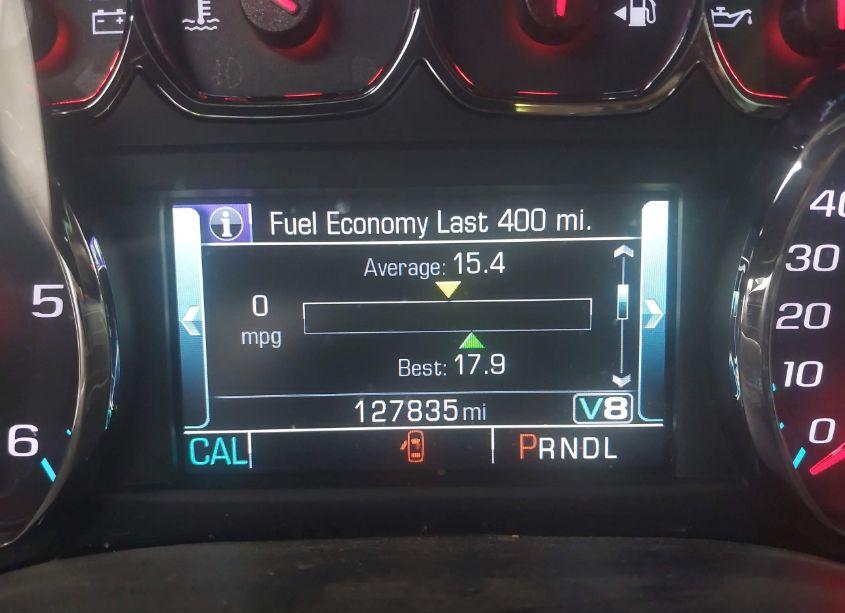 i Fuel Economy Last 400 mi.
Average: 15.4
0
mpg
Best: 17.9
127835 mi V8
CAL PRNDL
5
6
40
30
20
10
0